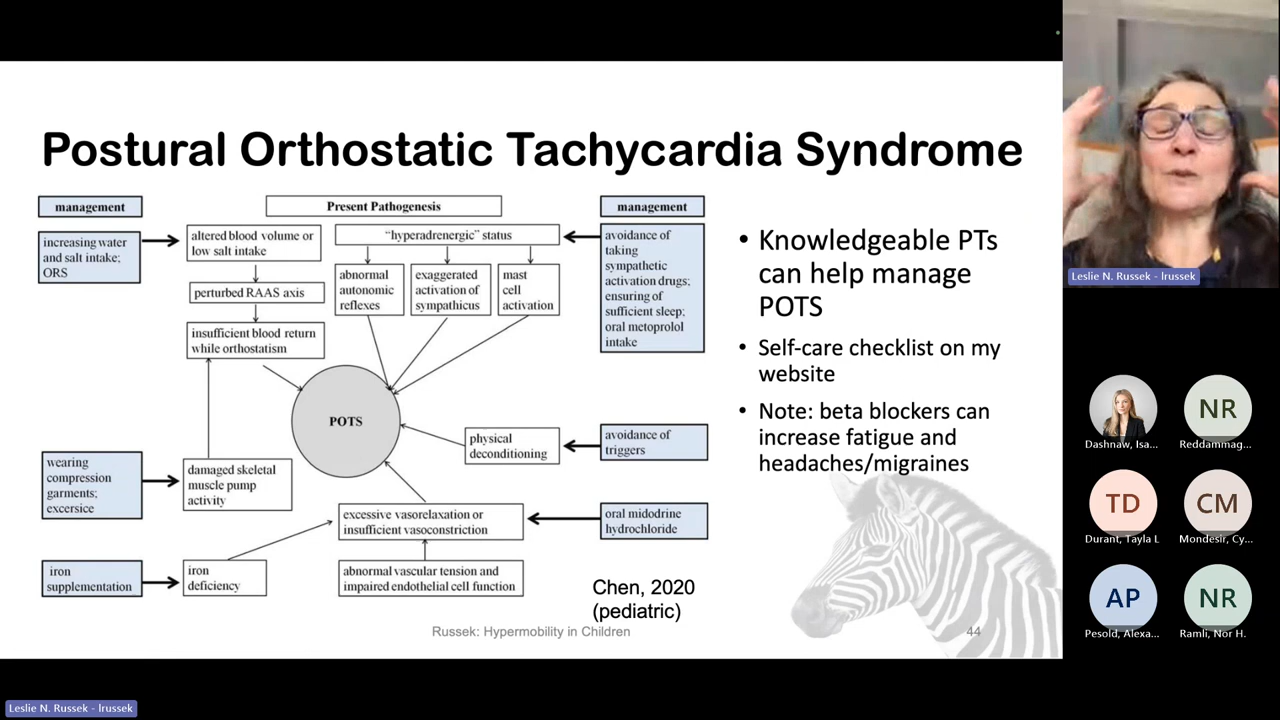 Postural Orthostatic Tachycardia Syndrome
management
increasing water
and salt intake;
ORS
wearing
compression
garments;
excersice
iron
supplementation
Present Pathogenesis
altered blood volume or
low salt intake
perturbed RAAS axis
insufficient blood return
while orthostatism
"hyperadrenergic" status
abnormal
autonomic
reflexes
exaggerated
activation of
sympathicus
mast
cell
activation
POTS
physical
deconditioning
damaged skeletal
muscle pump
activity
excessive vasorelaxation or
insufficient vasoconstriction
iron
deficiency
abnormal vascular tension and
impaired endothelial cell function
management
avoidance of
taking
sympathetic
activation drugs;
ensuring of
sufficient sleep;
oral metoprolol
intake
avoidance of
triggers
oral midodrine
hydrochloride
Chen, 2020
(pediatric)
• Knowledgeable PTs
can help manage
POTS
• Self-care checklist on my
website
• Note: beta blockers can
increase fatigue and
headaches/migraines
Russek: Hypermobility in Children
44
Leslie N. Russek - lrussek
Dashnaw, Isa...
NR
Reddammag...
TD
Durant, Tayla L
CM
Mondesir, Cy...
AP
Pesold, Alexa...
NR
Ramli, Nor H.
Leslie N. Russek - lrussek